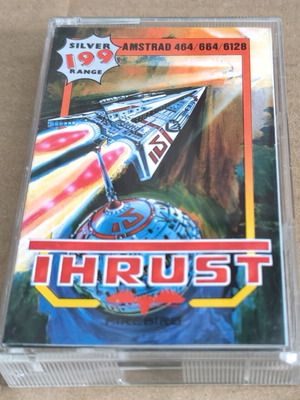 SILVER
199
RANGE
AMSTRAD 464/664/6128
THRUST
FIREBIRD